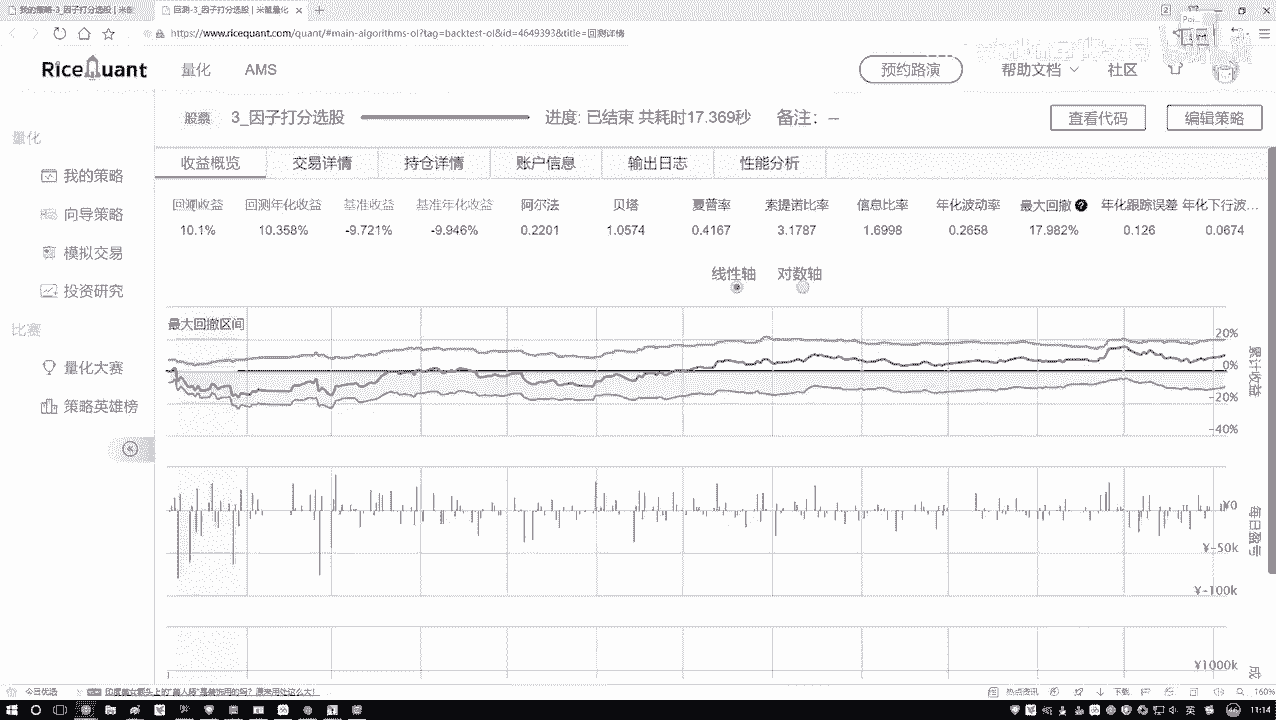 我的策略-3_因子打分选股 | 米筐
回测-3_因子打分选股 | 米筐量化
https://www.ricequant.com/quant/#main-algorithms-ol?tag=backtest-ol&id=4649393&title=回测详情
RiceQuant 量化 AMS 预约路演 帮助文档 社区
股票 3_因子打分选股 进度: 已结束 共耗时17.369秒 备注: -- 查看代码 编辑策略
量化
我的策略
向导策略
模拟交易
投资研究
比赛
量化大赛
策略英雄榜
收益概览 交易详情 持仓详情 账户信息 输出日志 性能分析
回测收益 回测年化收益 基准收益 基准年化收益 阿尔法 贝塔 夏普率 索提诺比率 信息比率 年化波动率 最大回撤 年化跟踪误差 年化下行波...
10.1% 10.358% -9.721% -9.946% 0.2201 1.0574 0.4167 3.1787 1.6998 0.2658 17.982% 0.126 0.0674
线性轴 对数轴
最大回撤区间
20%
0%
-20%
-40%
累计收益
¥0
¥-50k
¥-100k
每日盈亏
¥1000k
成
今日优选
热点资讯 下载 160%
英 11:14